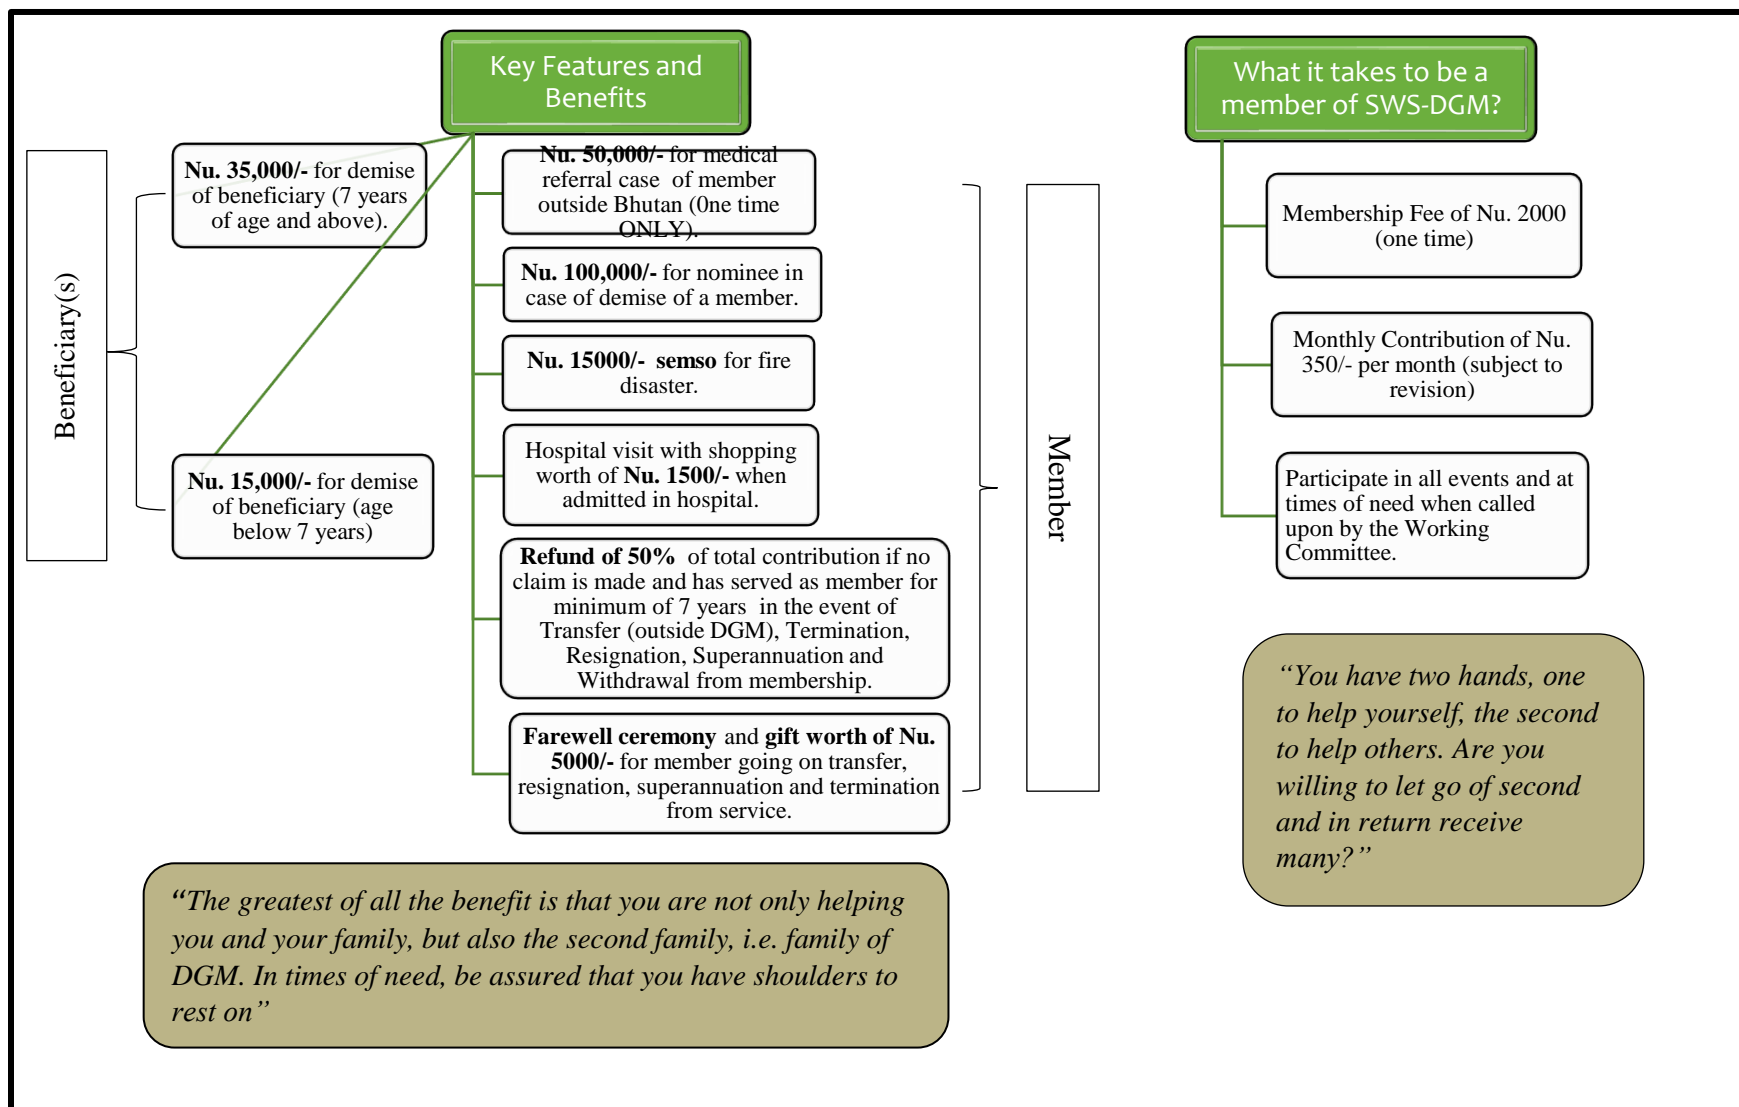 Key Features and
Benefits
What it takes to be a
member of SWS-DGM?
Beneficiary(s)
Nu. 35,000/- for demise
of beneficiary (7 years
of age and above).
Nu. 15,000/- for demise
of beneficiary (age
below 7 years)
Nu. 50,000/- for medical
referral case of member
outside Bhutan (0ne time
ONLY).
Nu. 100,000/- for nominee in
case of demise of a member.
Nu. 15000/- semso for fire
disaster.
Hospital visit with shopping
worth of Nu. 1500/- when
admitted in hospital.
Refund of 50% of total contribution if no
claim is made and has served as member for
minimum of 7 years in the event of
Transfer (outside DGM), Termination,
Resignation, Superannuation and
Withdrawal from membership.
Farewell ceremony and gift worth of Nu.
5000/- for member going on transfer,
resignation, superannuation and termination
from service.
Member
Membership Fee of Nu. 2000
(one time)
Monthly Contribution of Nu.
350/- per month (subject to
revision)
Participate in all events and at
times of need when called
upon by the Working
Committee.
“You have two hands, one
to help yourself, the second
to help others. Are you
willing to let go of second
and in return receive
many?”
“The greatest of all the benefit is that you are not only helping
you and your family, but also the second family, i.e. family of
DGM. In times of need, be assured that you have shoulders to
rest on”